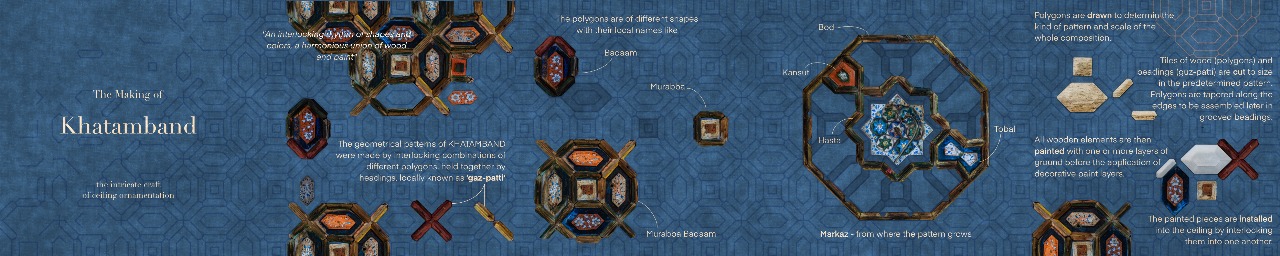 The Making of
Khatamband
the intricate craft
of ceiling ornamentation
"An interlocking rhythm of shapes and
colors, a harmonious union of wood
and paint"
The geometrical patterns of KHATAMBAND
were made by interlocking combinations of
different polygons, held together by
beadings, locally known as 'gaz-patti'
The polygons are of different shapes
with their local names like
Badaam
Muraboa
Muraboa Badaam
Bod
Kansur
Haste
Tobal
Markaz - from where the pattern grows
Polygons are drawn to determine the
kind of pattern and scale of the
whole composition.
Tiles of wood (polygons) and
beadings (guz-patti) are cut to size
in the predetermined pattern.
Polygons are tapered along the
edges to be assembled later in
grooved beadings.
All wooden elements are then
painted with one or more layers of
ground before the application of
decorative paint layers.
The painted pieces are installed
into the ceiling by interlocking
them into one another.